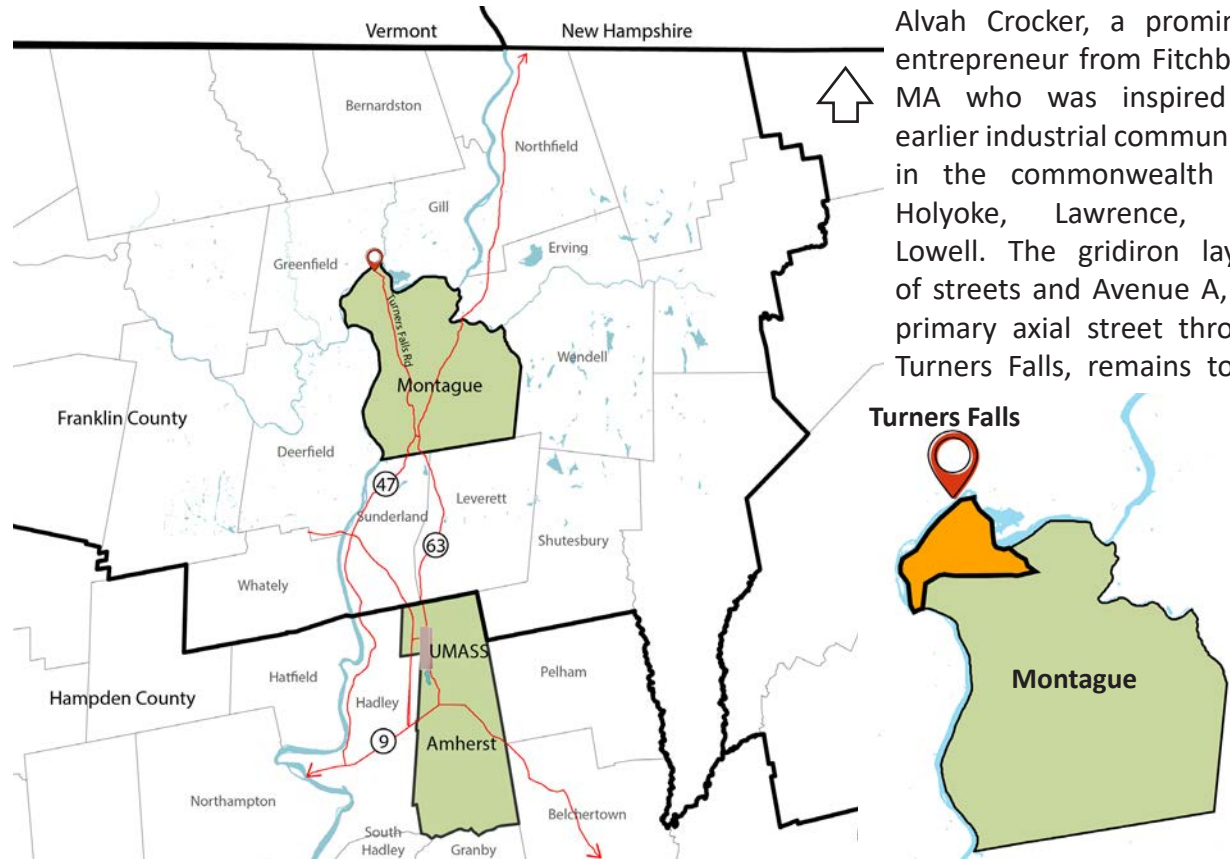 Vermont
New Hampshire
Bernardston
Northfield
Gill
Greenfield
Erving
Turners Falls Rd
Wendell
Montague
Franklin County
Deerfield
47
Leverett
Sunderland
63
Shutesbury
Whately
UMASS
Pelham
Hatfield
Hampden County
Hadley
9
Amherst
Northampton
Belchertown
South
Hadley
Granby
Alvah Crocker, a promin
entrepreneur from Fitchb
MA who was inspired
earlier industrial commun
in the commonwealth
Holyoke, Lawrence,
Lowell. The gridiron lay
of streets and Avenue A,
primary axial street thro
Turners Falls, remains to
Turners Falls
Montague